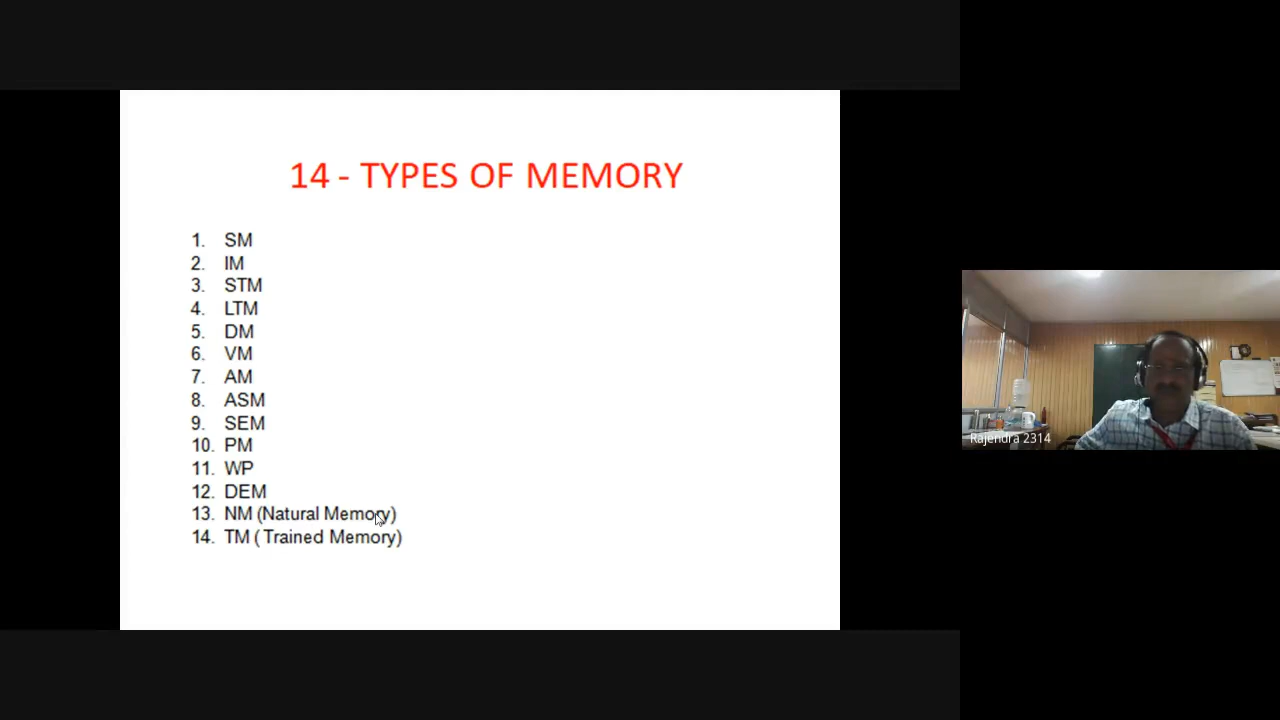 14 - TYPES OF MEMORY
1. SM
2. IM
3. STM
4. LTM
5. DM
6. VM
7. AM
8. ASM
9. SEM
10. PM
11. WP
12. DEM
13. NM (Natural Memory)
14. TM ( Trained Memory)
Rajendra 2314